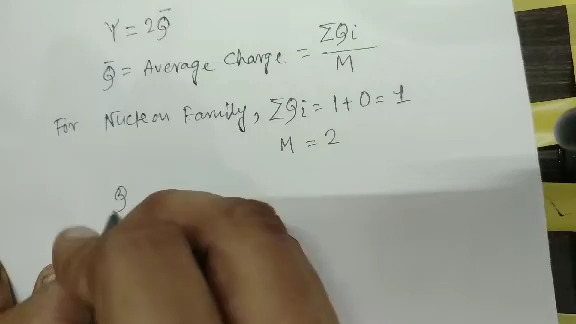 Y = 2Q̄
Q̄ = Average Charge = ΣQi / M
For Nucleon Family, ΣQi = 1 + 0 = 1
M = 2
Q